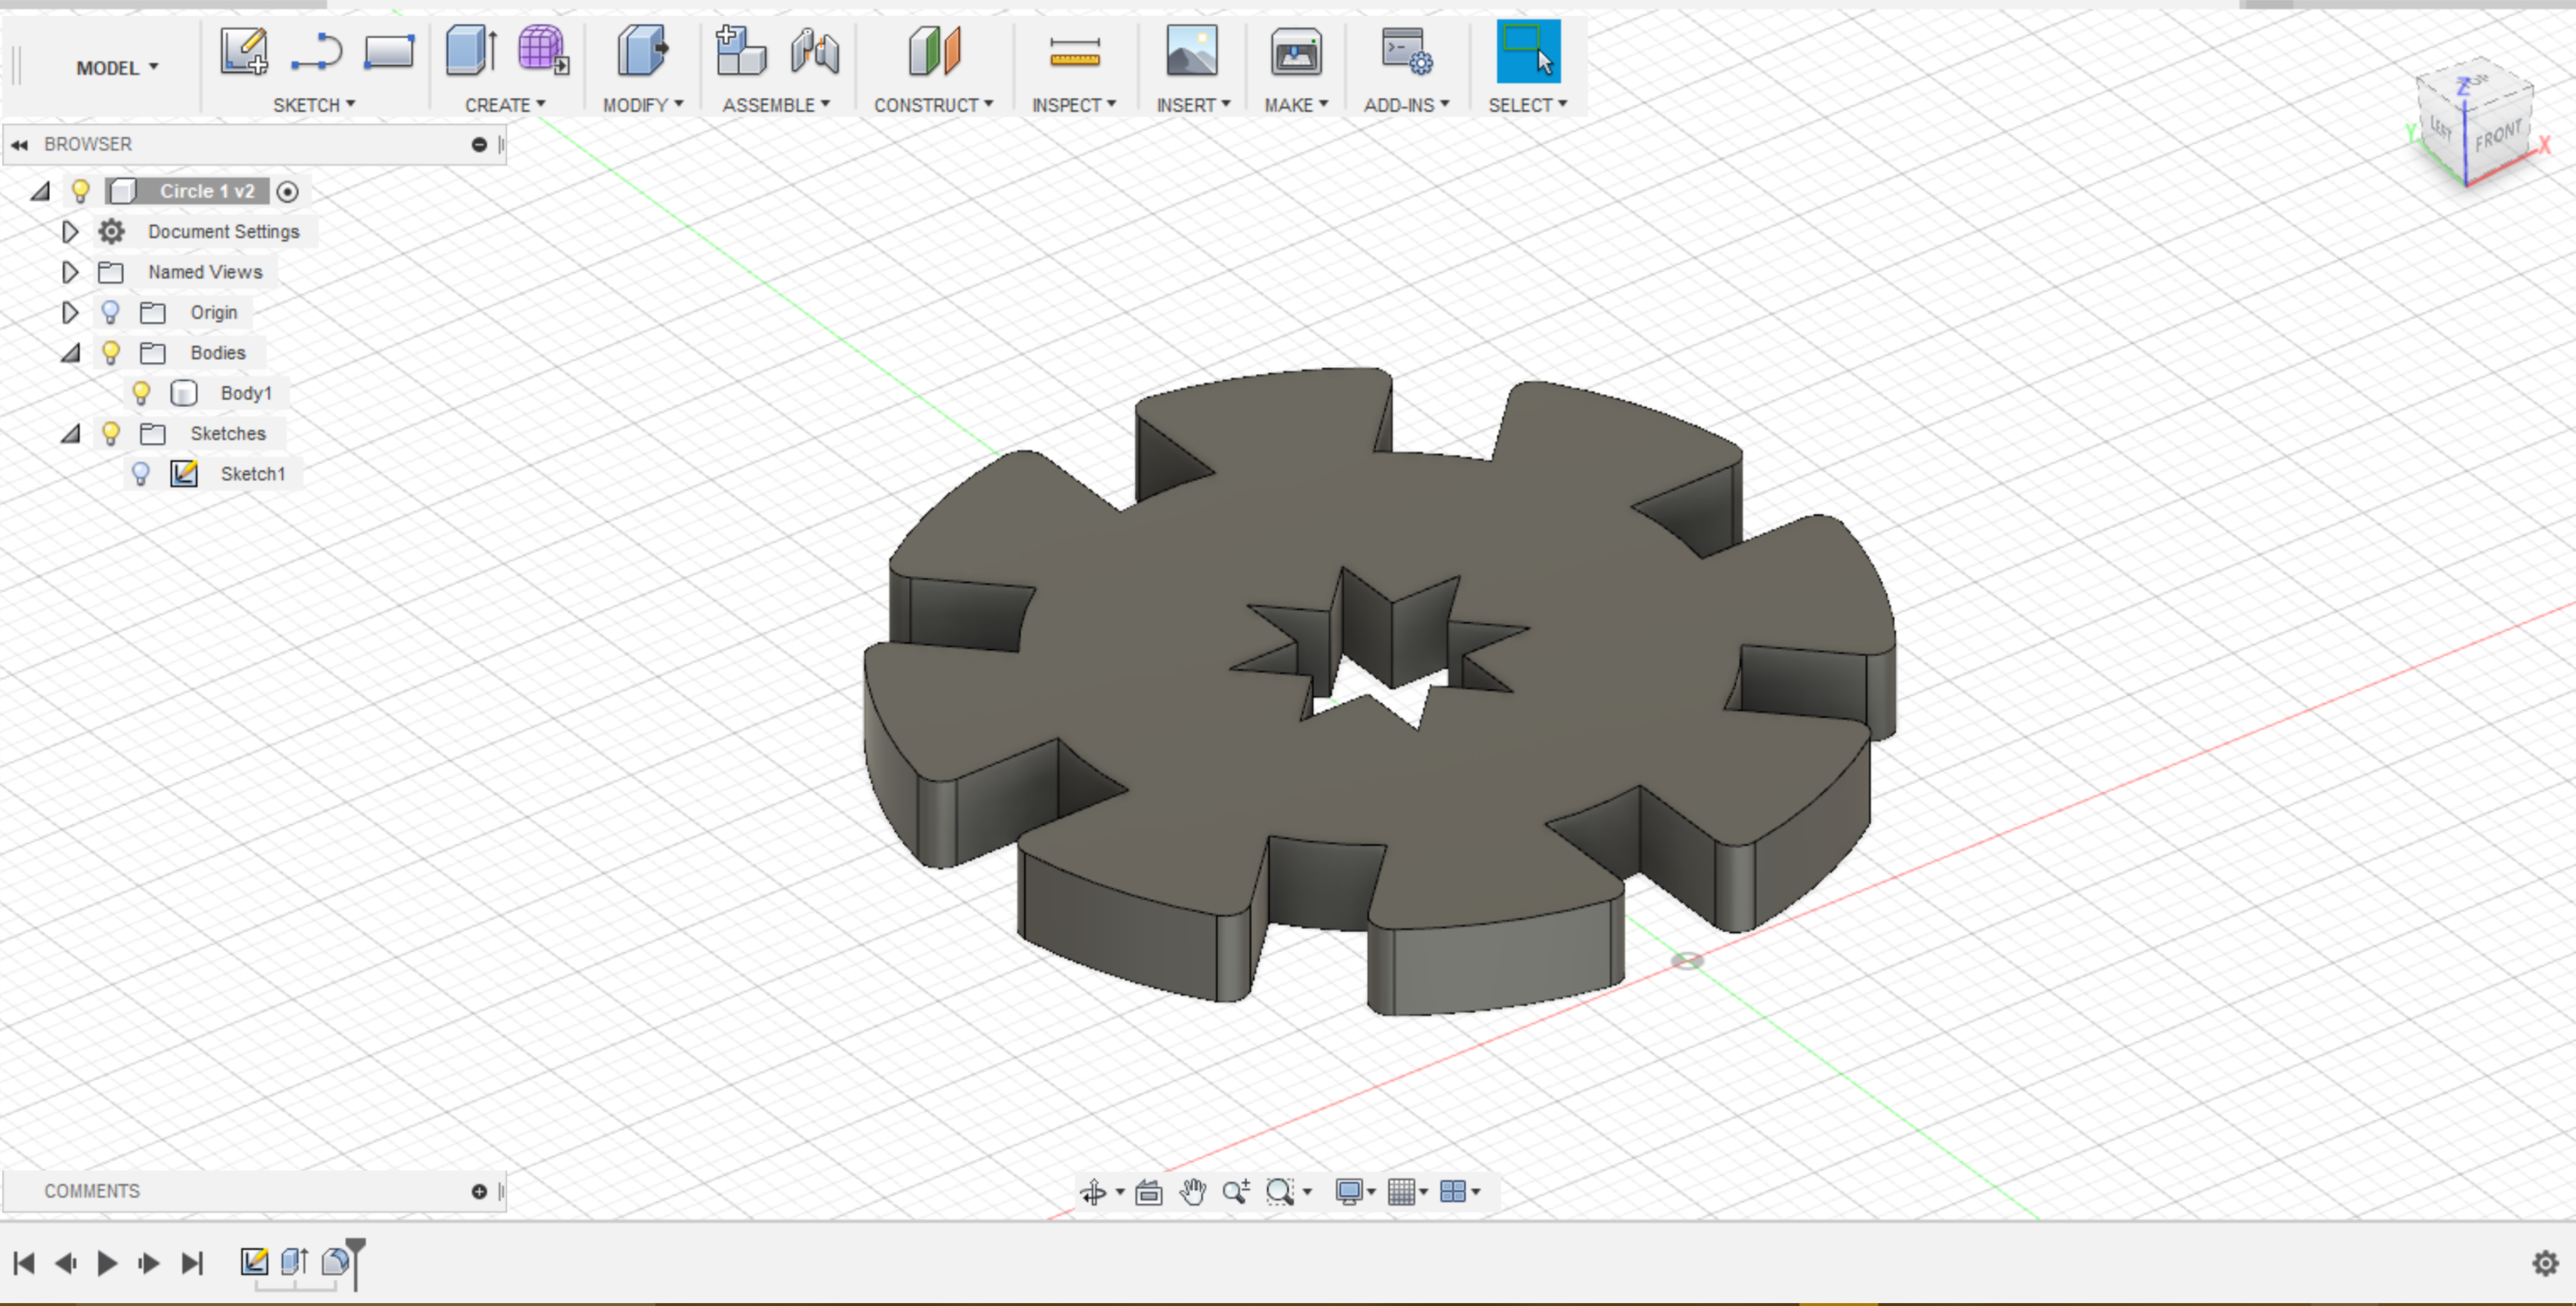 MODEL
SKETCH
CREATE
MODIFY
ASSEMBLE
CONSTRUCT
INSPECT
INSERT
MAKE
ADD-INS
SELECT
TOP
LEFT
FRONT
Z
Y
X
BROWSER
Circle 1 v2
Document Settings
Named Views
Origin
Bodies
Body1
Sketches
Sketch1
COMMENTS